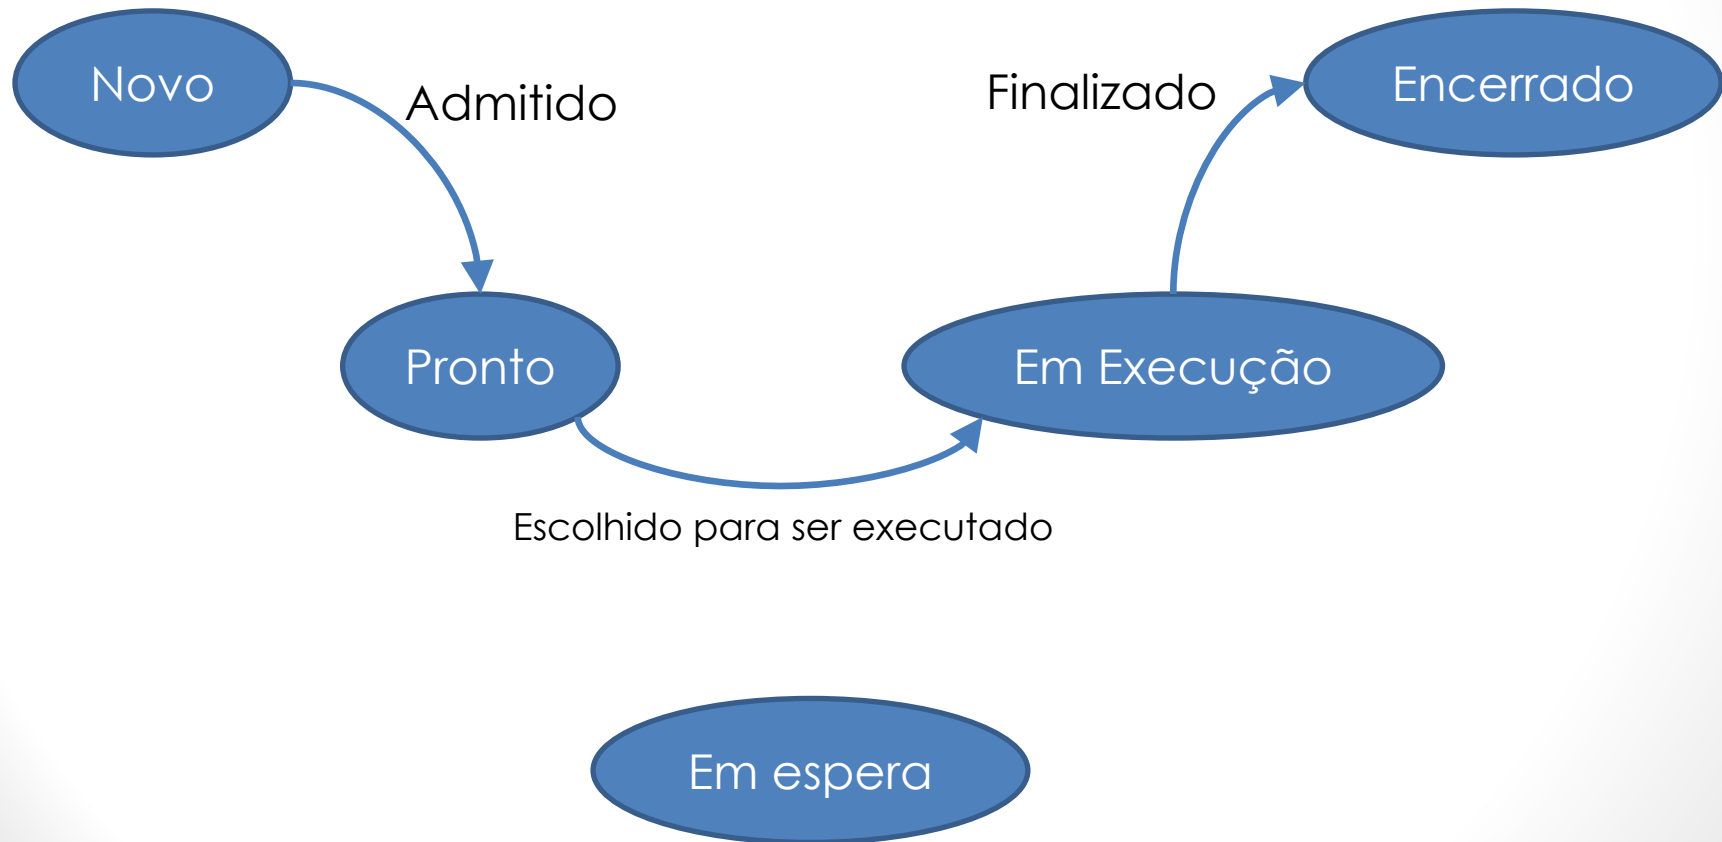 Novo
Admitido
Finalizado
Encerrado
Pronto
Em Execução
Escolhido para ser executado
Em espera